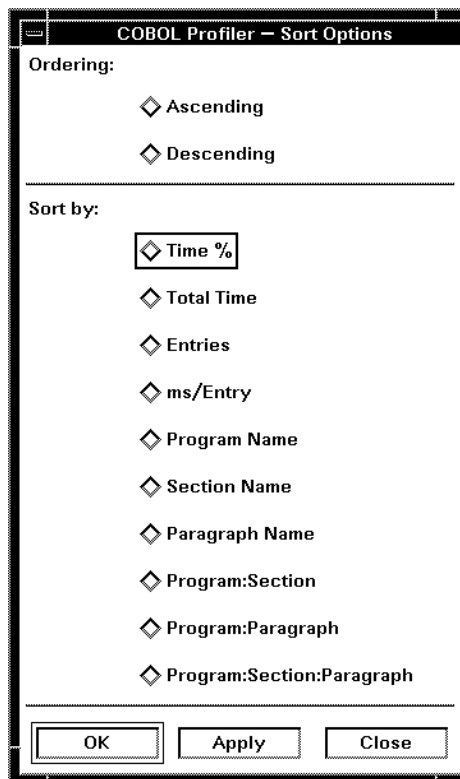 COBOL Profiler – Sort Options
Ordering:
Ascending
Descending
Sort by:
Time %
Total Time
Entries
ms/Entry
Program Name
Section Name
Paragraph Name
Program:Section
Program:Paragraph
Program:Section:Paragraph
OK Apply Close